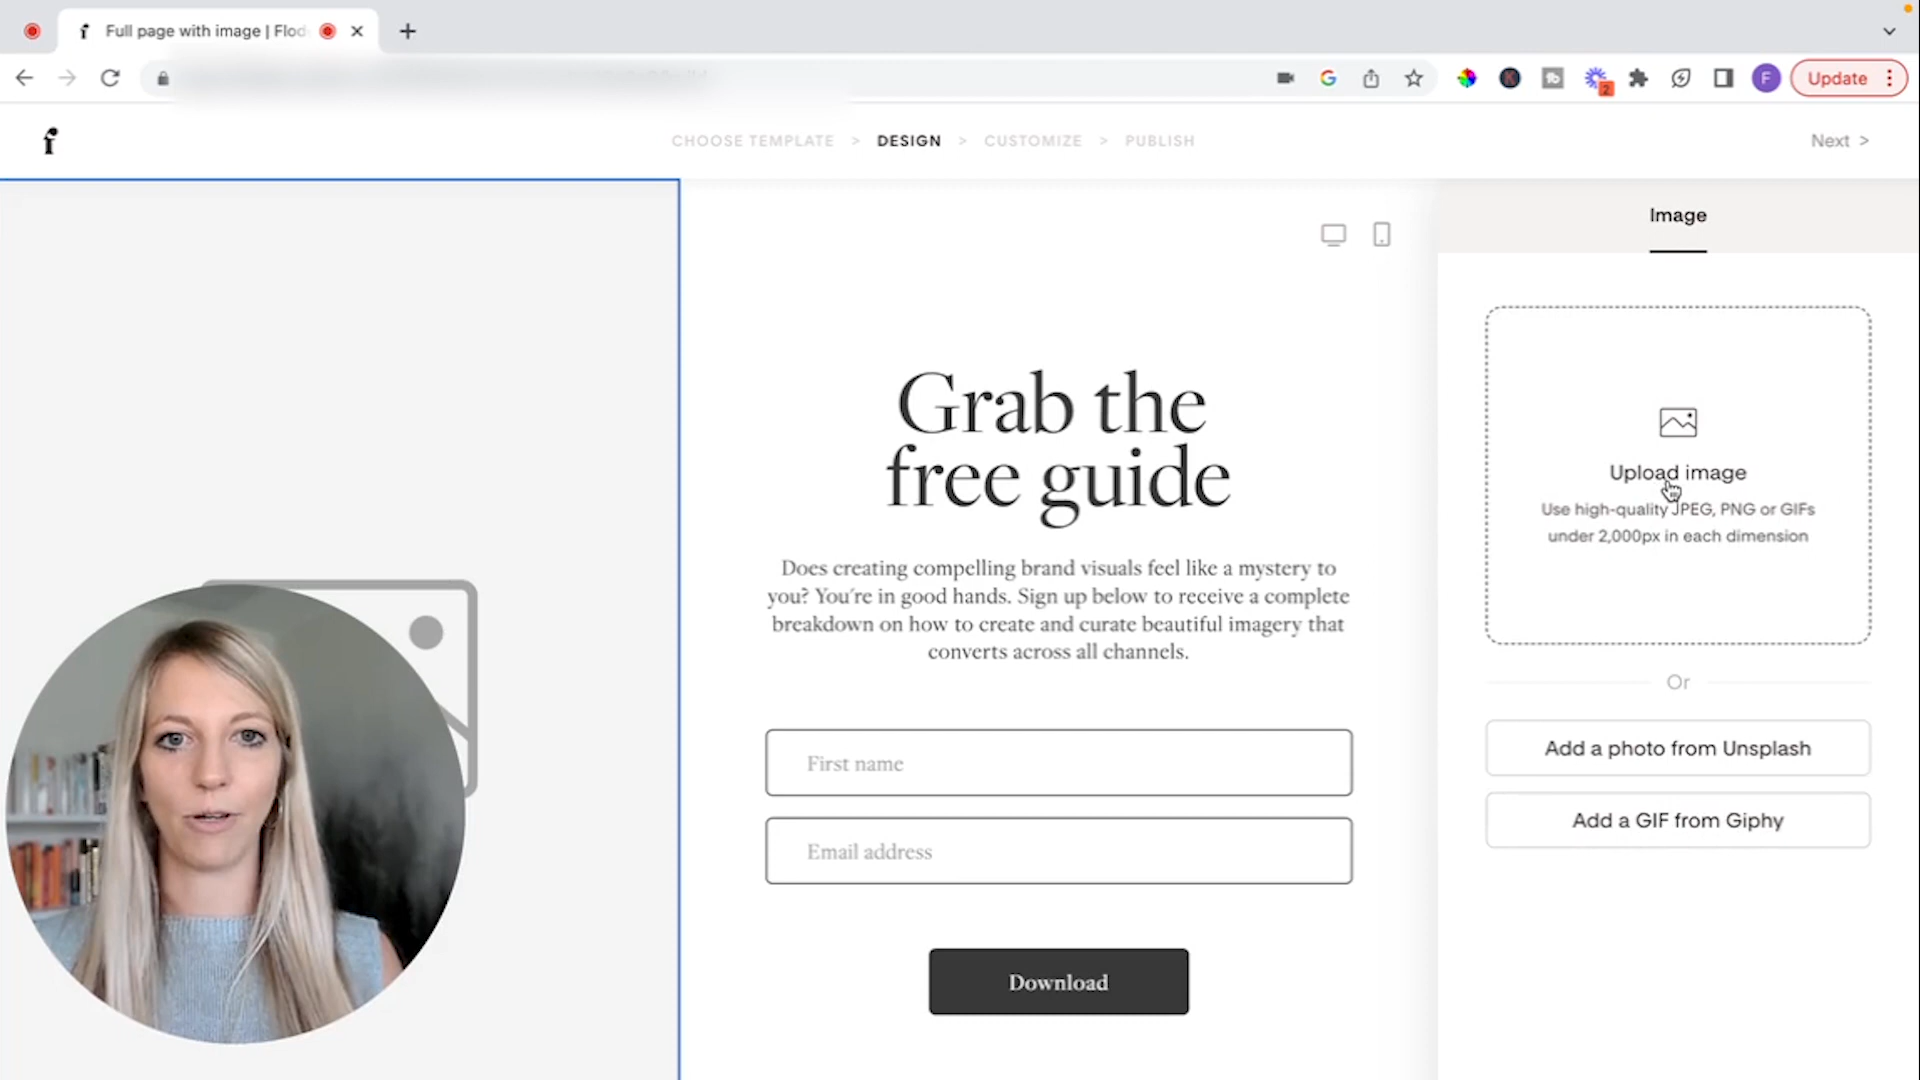 Full page with image | Flod
Update
F
2
f
CHOOSE TEMPLATE > DESIGN > CUSTOMIZE > PUBLISH
Next >
Image
Grab the
free guide
Does creating compelling brand visuals feel like a mystery to
you? You're in good hands. Sign up below to receive a complete
breakdown on how to create and curate beautiful imagery that
converts across all channels.
First name
Email address
Download
Upload image
Use high-quality JPEG, PNG or GIFs
under 2,000px in each dimension
Or
Add a photo from Unsplash
Add a GIF from Giphy